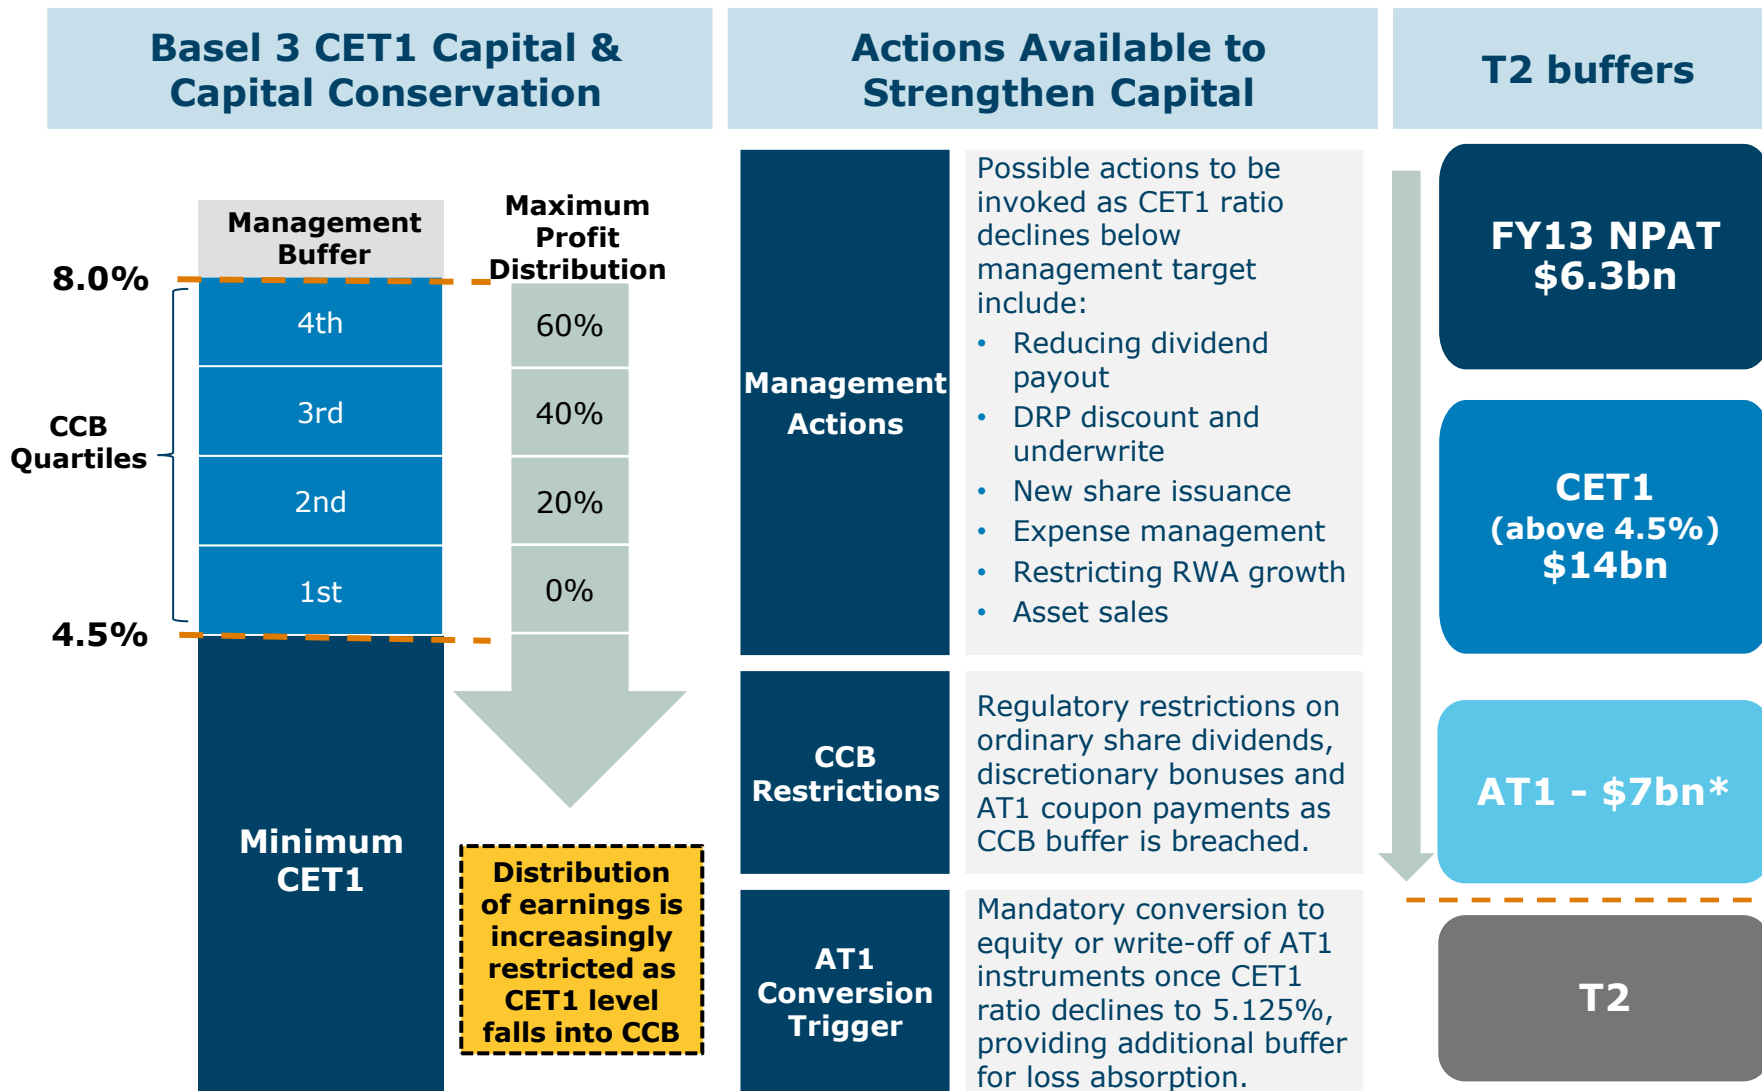 Basel 3 CET1 Capital &
Capital Conservation
Management
Buffer
Maximum
Profit
Distribution
8.0%
4th
60%
3rd
40%
CCB
Quartiles
2nd
20%
1st
0%
4.5%
Minimum
CET1
Distribution
of earnings is
increasingly
restricted as
CET1 level
falls into CCB
Actions Available to
Strengthen Capital
Management
Actions
Possible actions to be
invoked as CET1 ratio
declines below
management target
include:
• Reducing dividend
payout
• DRP discount and
underwrite
• New share issuance
• Expense management
• Restricting RWA growth
• Asset sales
CCB
Restrictions
Regulatory restrictions on
ordinary share dividends,
discretionary bonuses and
AT1 coupon payments as
CCB buffer is breached.
AT1
Conversion
Trigger
Mandatory conversion to
equity or write-off of AT1
instruments once CET1
ratio declines to 5.125%,
providing additional buffer
for loss absorption.
T2 buffers
FY13 NPAT
$6.3bn
CET1
(above 4.5%)
$14bn
AT1 - $7bn*
T2